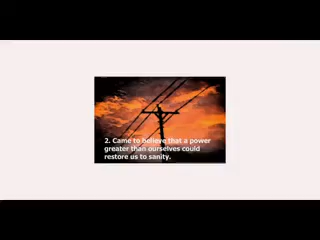 2. Came to believe that a power
greater than ourselves could
restore us to sanity.